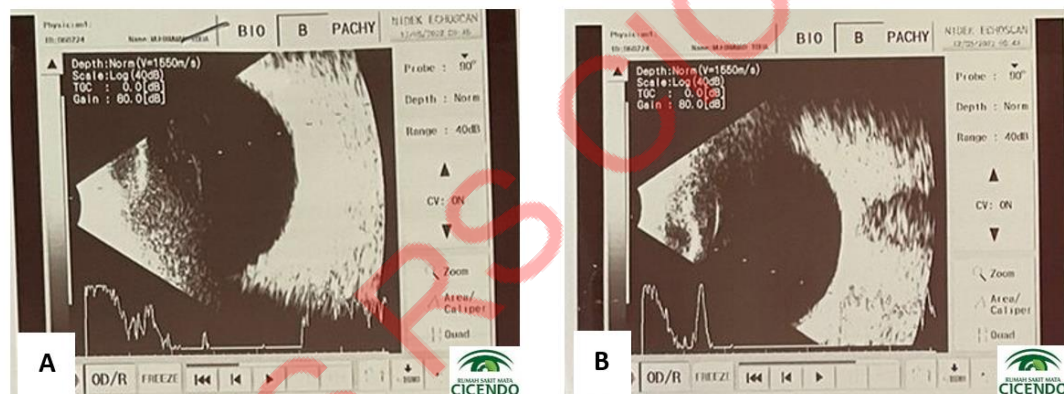 Physician1:
BIO
B
PACHY
NIDEK ECHOSCAN
Depth:Norm(V=1550m/s)
Scale:Log(40dB)
TGC : 0.0[dB]
Gain : 80.0[dB]
Probe : 90°
Depth : Norm
Range : 40dB
CV: ON
Zoom
Area/
Caliper
Quad
A
OD/R
FREEZE
RUMAH SAKIT MATA
CICENDO
Physician1:
BIO
B
PACHY
NIDEK ECHOSCAN
Depth:Norm(V=1550m/s)
Scale:Log(40dB)
TGC : 0.0[dB]
Gain : 80.0[dB]
Probe : 90°
Depth : Norm
Range : 40dB
CV: ON
Zoom
Area/
Caliper
Quad
B
OD/R
FREEZE
RUMAH SAKIT MATA
CICENDO